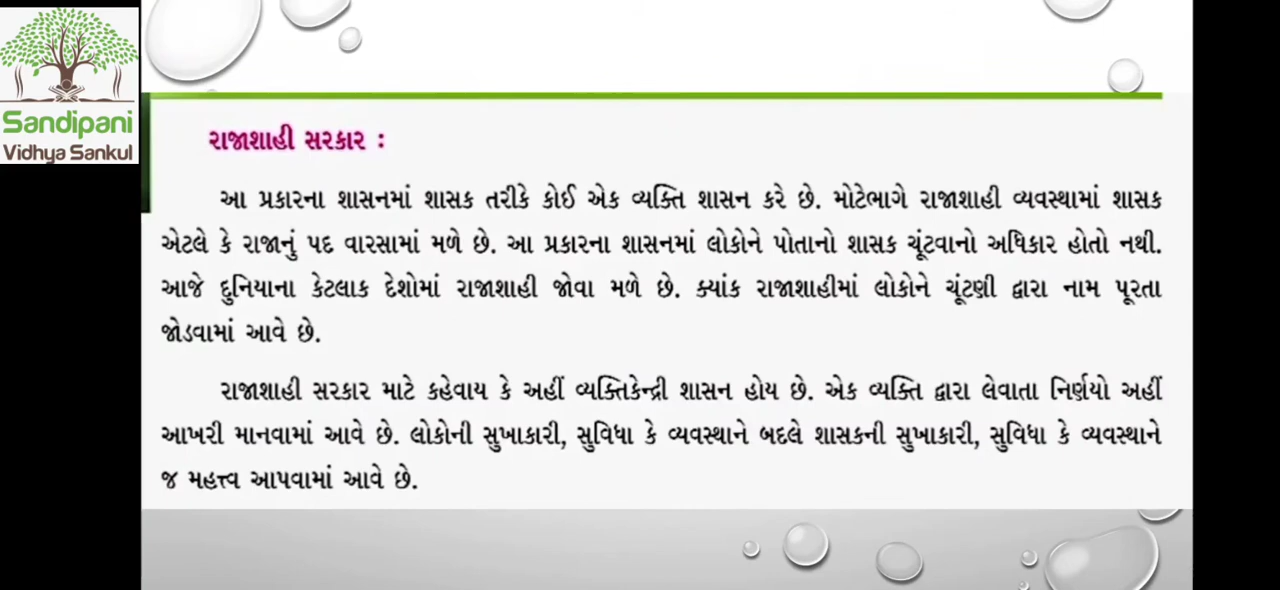 Sandipani
Vidhya Sankul
રાજાશાહી સરકાર :
આ પ્રકારના શાસનમાં શાસક તરીકે કોઈ એક વ્યક્તિ શાસન કરે છે. મોટેભાગે રાજાશાહી વ્યવસ્થામાં શાસક
એટલે કે રાજાનું પદ વારસામાં મળે છે. આ પ્રકારના શાસનમાં લોકોને પોતાનો શાસક ચૂંટવાનો અધિકાર હોતો નથી.
આજે દુનિયાના કેટલાક દેશોમાં રાજાશાહી જોવા મળે છે. ક્યાંક રાજાશાહીમાં લોકોને ચૂંટણી દ્વારા નામ પૂરતા
જોડવામાં આવે છે.
રાજાશાહી સરકાર માટે કહેવાય કે અહીં વ્યક્તિકેન્દ્રી શાસન હોય છે. એક વ્યક્તિ દ્વારા લેવાતા નિર્ણયો અહીં
આખરી માનવામાં આવે છે. લોકોની સુખાકારી, સુવિધા કે વ્યવસ્થાને બદલે શાસકની સુખાકારી, સુવિધા કે વ્યવસ્થાને
જ મહત્ત્વ આપવામાં આવે છે.